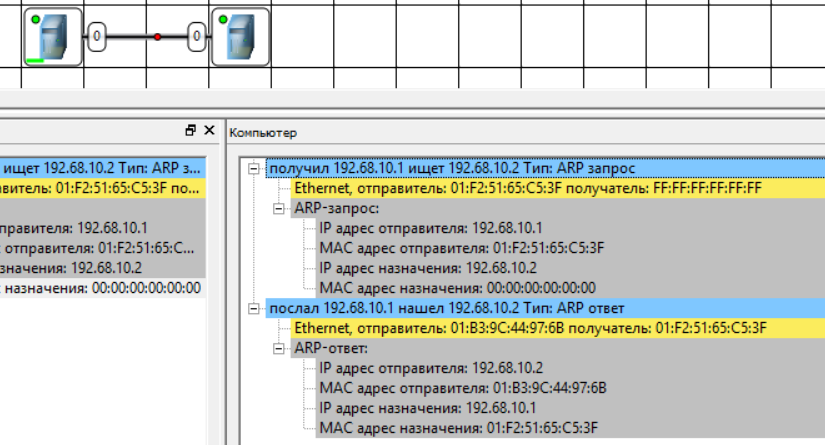 0 0
Компьютер
ищет 192.68.10.2 Тип: ARP з...
витель: 01:F2:51:65:C5:3F по...
правителя: 192.68.10.1
отправителя: 01:F2:51:65:C...
значения: 192.68.10.2
назначения: 00:00:00:00:00:00
получил 192.68.10.1 ищет 192.68.10.2 Тип: ARP запрос
Ethernet, отправитель: 01:F2:51:65:C5:3F получатель: FF:FF:FF:FF:FF:FF
ARP-запрос:
IP адрес отправителя: 192.68.10.1
MAC адрес отправителя: 01:F2:51:65:C5:3F
IP адрес назначения: 192.68.10.2
MAC адрес назначения: 00:00:00:00:00:00
послал 192.68.10.1 нашел 192.68.10.2 Тип: ARP ответ
Ethernet, отправитель: 01:B3:9C:44:97:6B получатель: 01:F2:51:65:C5:3F
ARP-ответ:
IP адрес отправителя: 192.68.10.2
MAC адрес отправителя: 01:B3:9C:44:97:6B
IP адрес назначения: 192.68.10.1
MAC адрес назначения: 01:F2:51:65:C5:3F